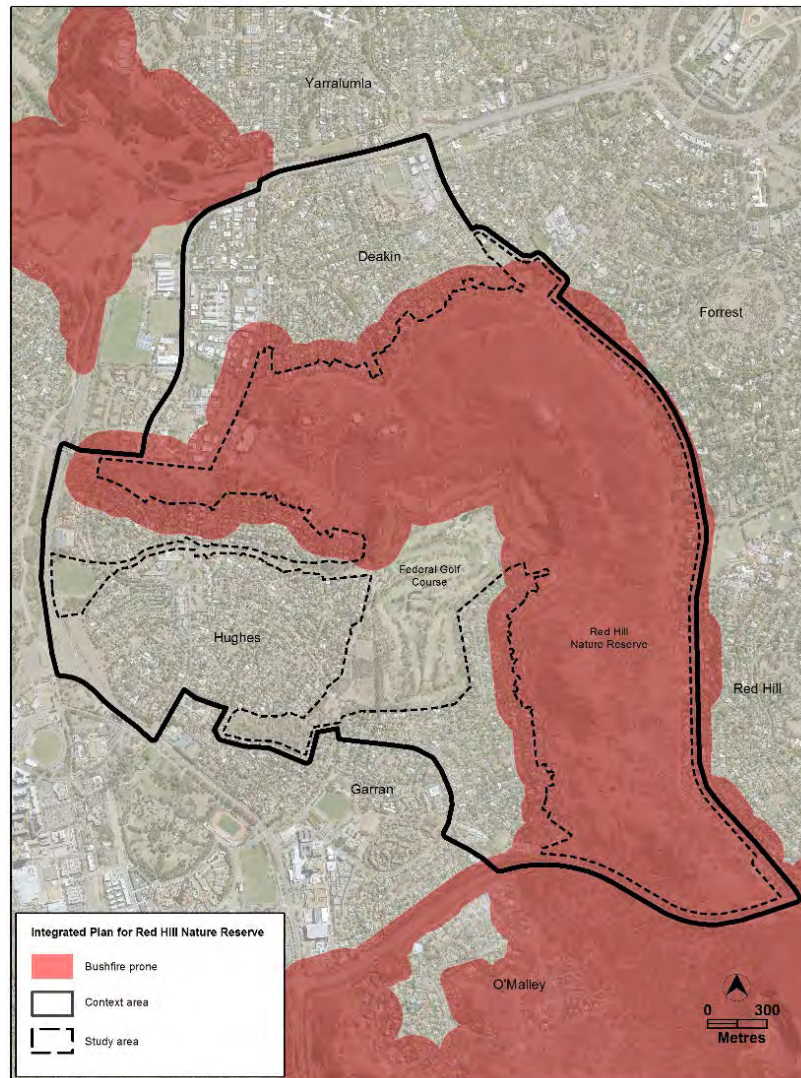 Yarralumla
Deakin
Forrest
Federal Golf
Course
Hughes
Red Hill
Nature Reserve
Red Hill
Garran
O'Malley
Integrated Plan for Red Hill Nature Reserve
Bushfire prone
Context area
Study area
0 300
Metres